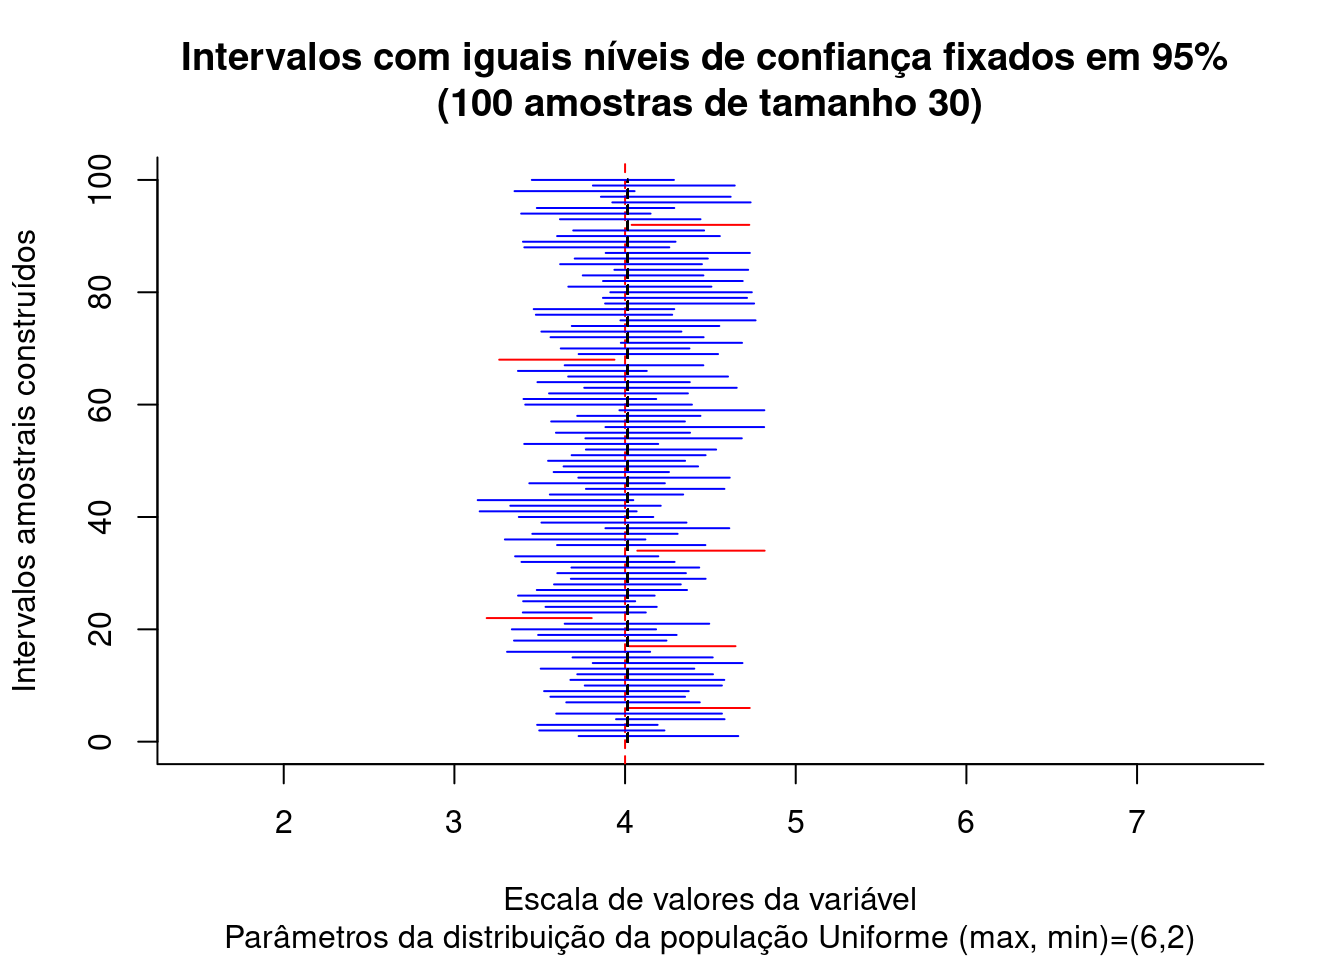 Intervalos com iguais níveis de confiança fixados em 95%
(100 amostras de tamanho 30)
Intervalos amostrais construídos
100
80
60
40
20
0
2 3 4 5 6 7
Escala de valores da variável
Parâmetros da distribuição da população Uniforme (max, min)=(6,2)